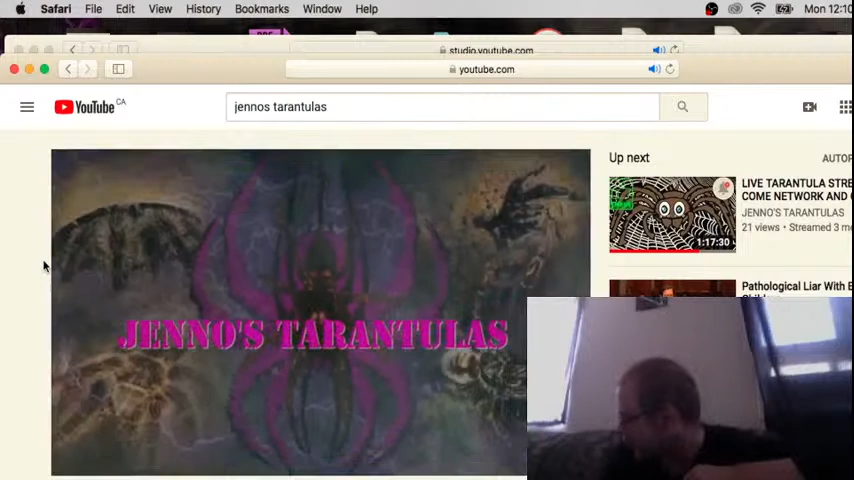 Safari File Edit View History Bookmarks Window Help
Mon 12:10
studio.youtube.com
youtube.com
YouTube CA
jennos tarantulas
JENNO'S TARANTULAS
Up next
AUTOP
LIVE TARANTULA STRE
COME NETWORK AND
JENNO'S TARANTULAS
21 views • Streamed 3 m
1:17:30
Pathological Liar With